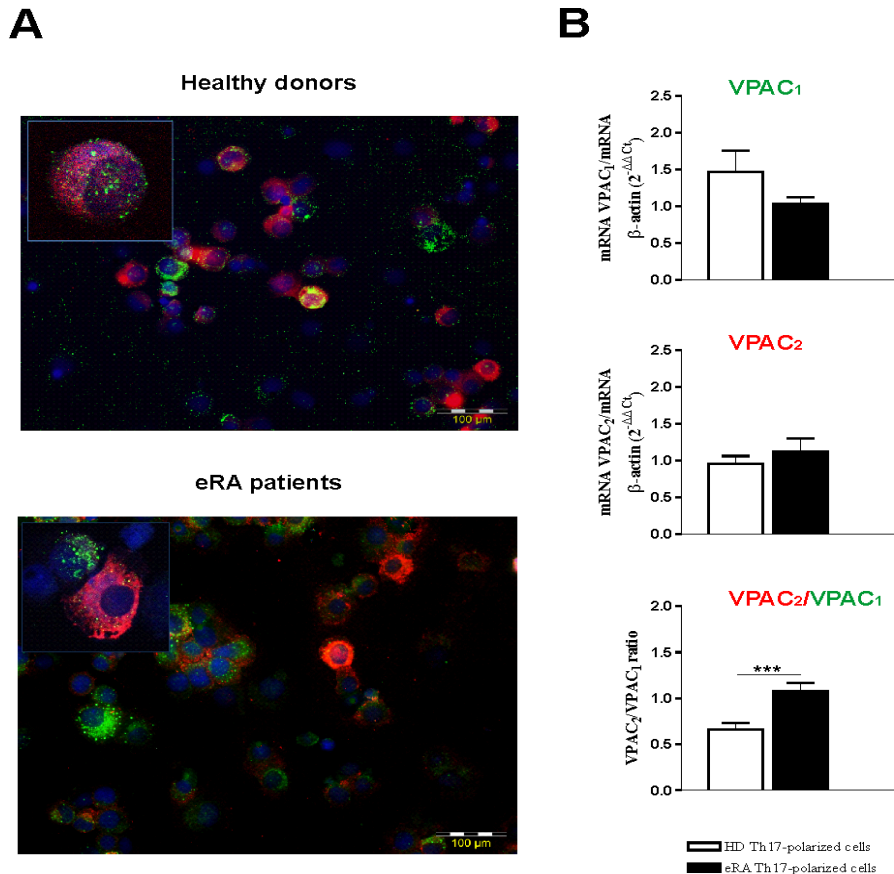 A
Healthy donors
100 µm
eRA patients
100 µm
B
VPAC₁
mRNA VPAC₁/mRNA
β-actin (2^-ΔΔCt)
2.5
2.0
1.5
1.0
0.5
0.0
VPAC₂
mRNA VPAC₂/mRNA
β-actin (2^-ΔΔCt)
2.5
2.0
1.5
1.0
0.5
0.0
VPAC₂/VPAC₁
VPAC₂/VPAC₁ ratio
2.0
1.5
1.0
0.5
0.0
***
HD Th17-polarized cells
eRA Th17-polarized cells